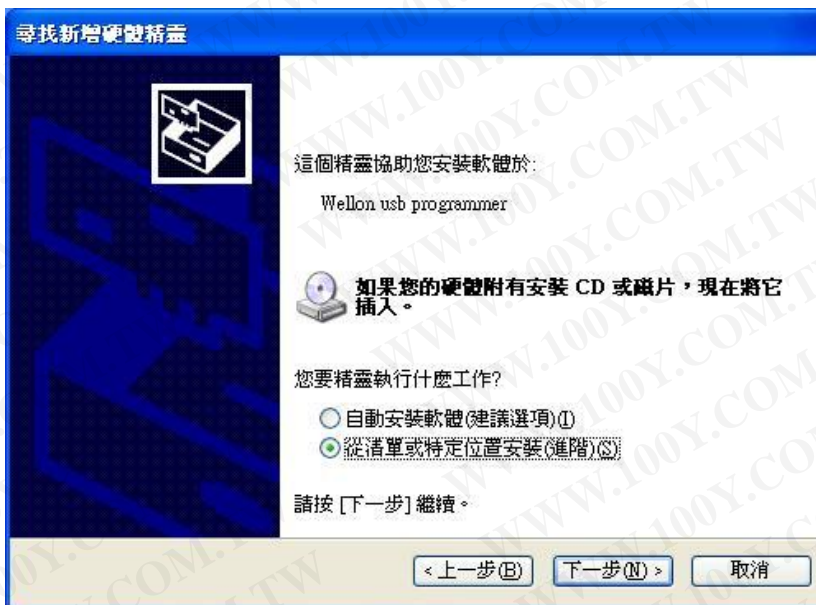 尋找新增硬體精靈
這個精靈協助您安裝軟體於:
Wellon usb programmer
如果您的硬體附有安裝 CD 或磁片，現在將它
插入。
您要精靈執行什麼工作?
自動安裝軟體(建議選項)(I)
從清單或特定位置安裝(進階)(S)
請按 [下一步] 繼續。
< 上一步(B)
下一步(N) >
取消
WWW.100Y.COM.TW